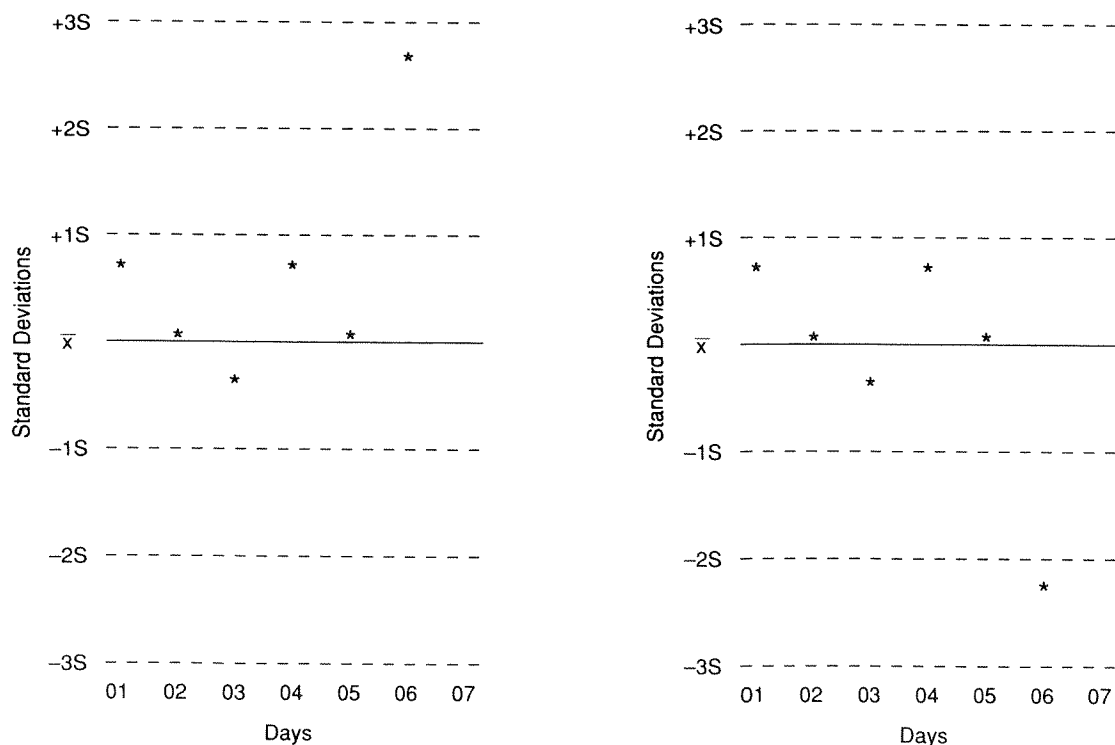 +3S
+2S
+1S
x̄
−1S
−2S
−3S
Standard Deviations
01 02 03 04 05 06 07
Days
+3S
+2S
+1S
x̄
−1S
−2S
−3S
Standard Deviations
01 02 03 04 05 06 07
Days